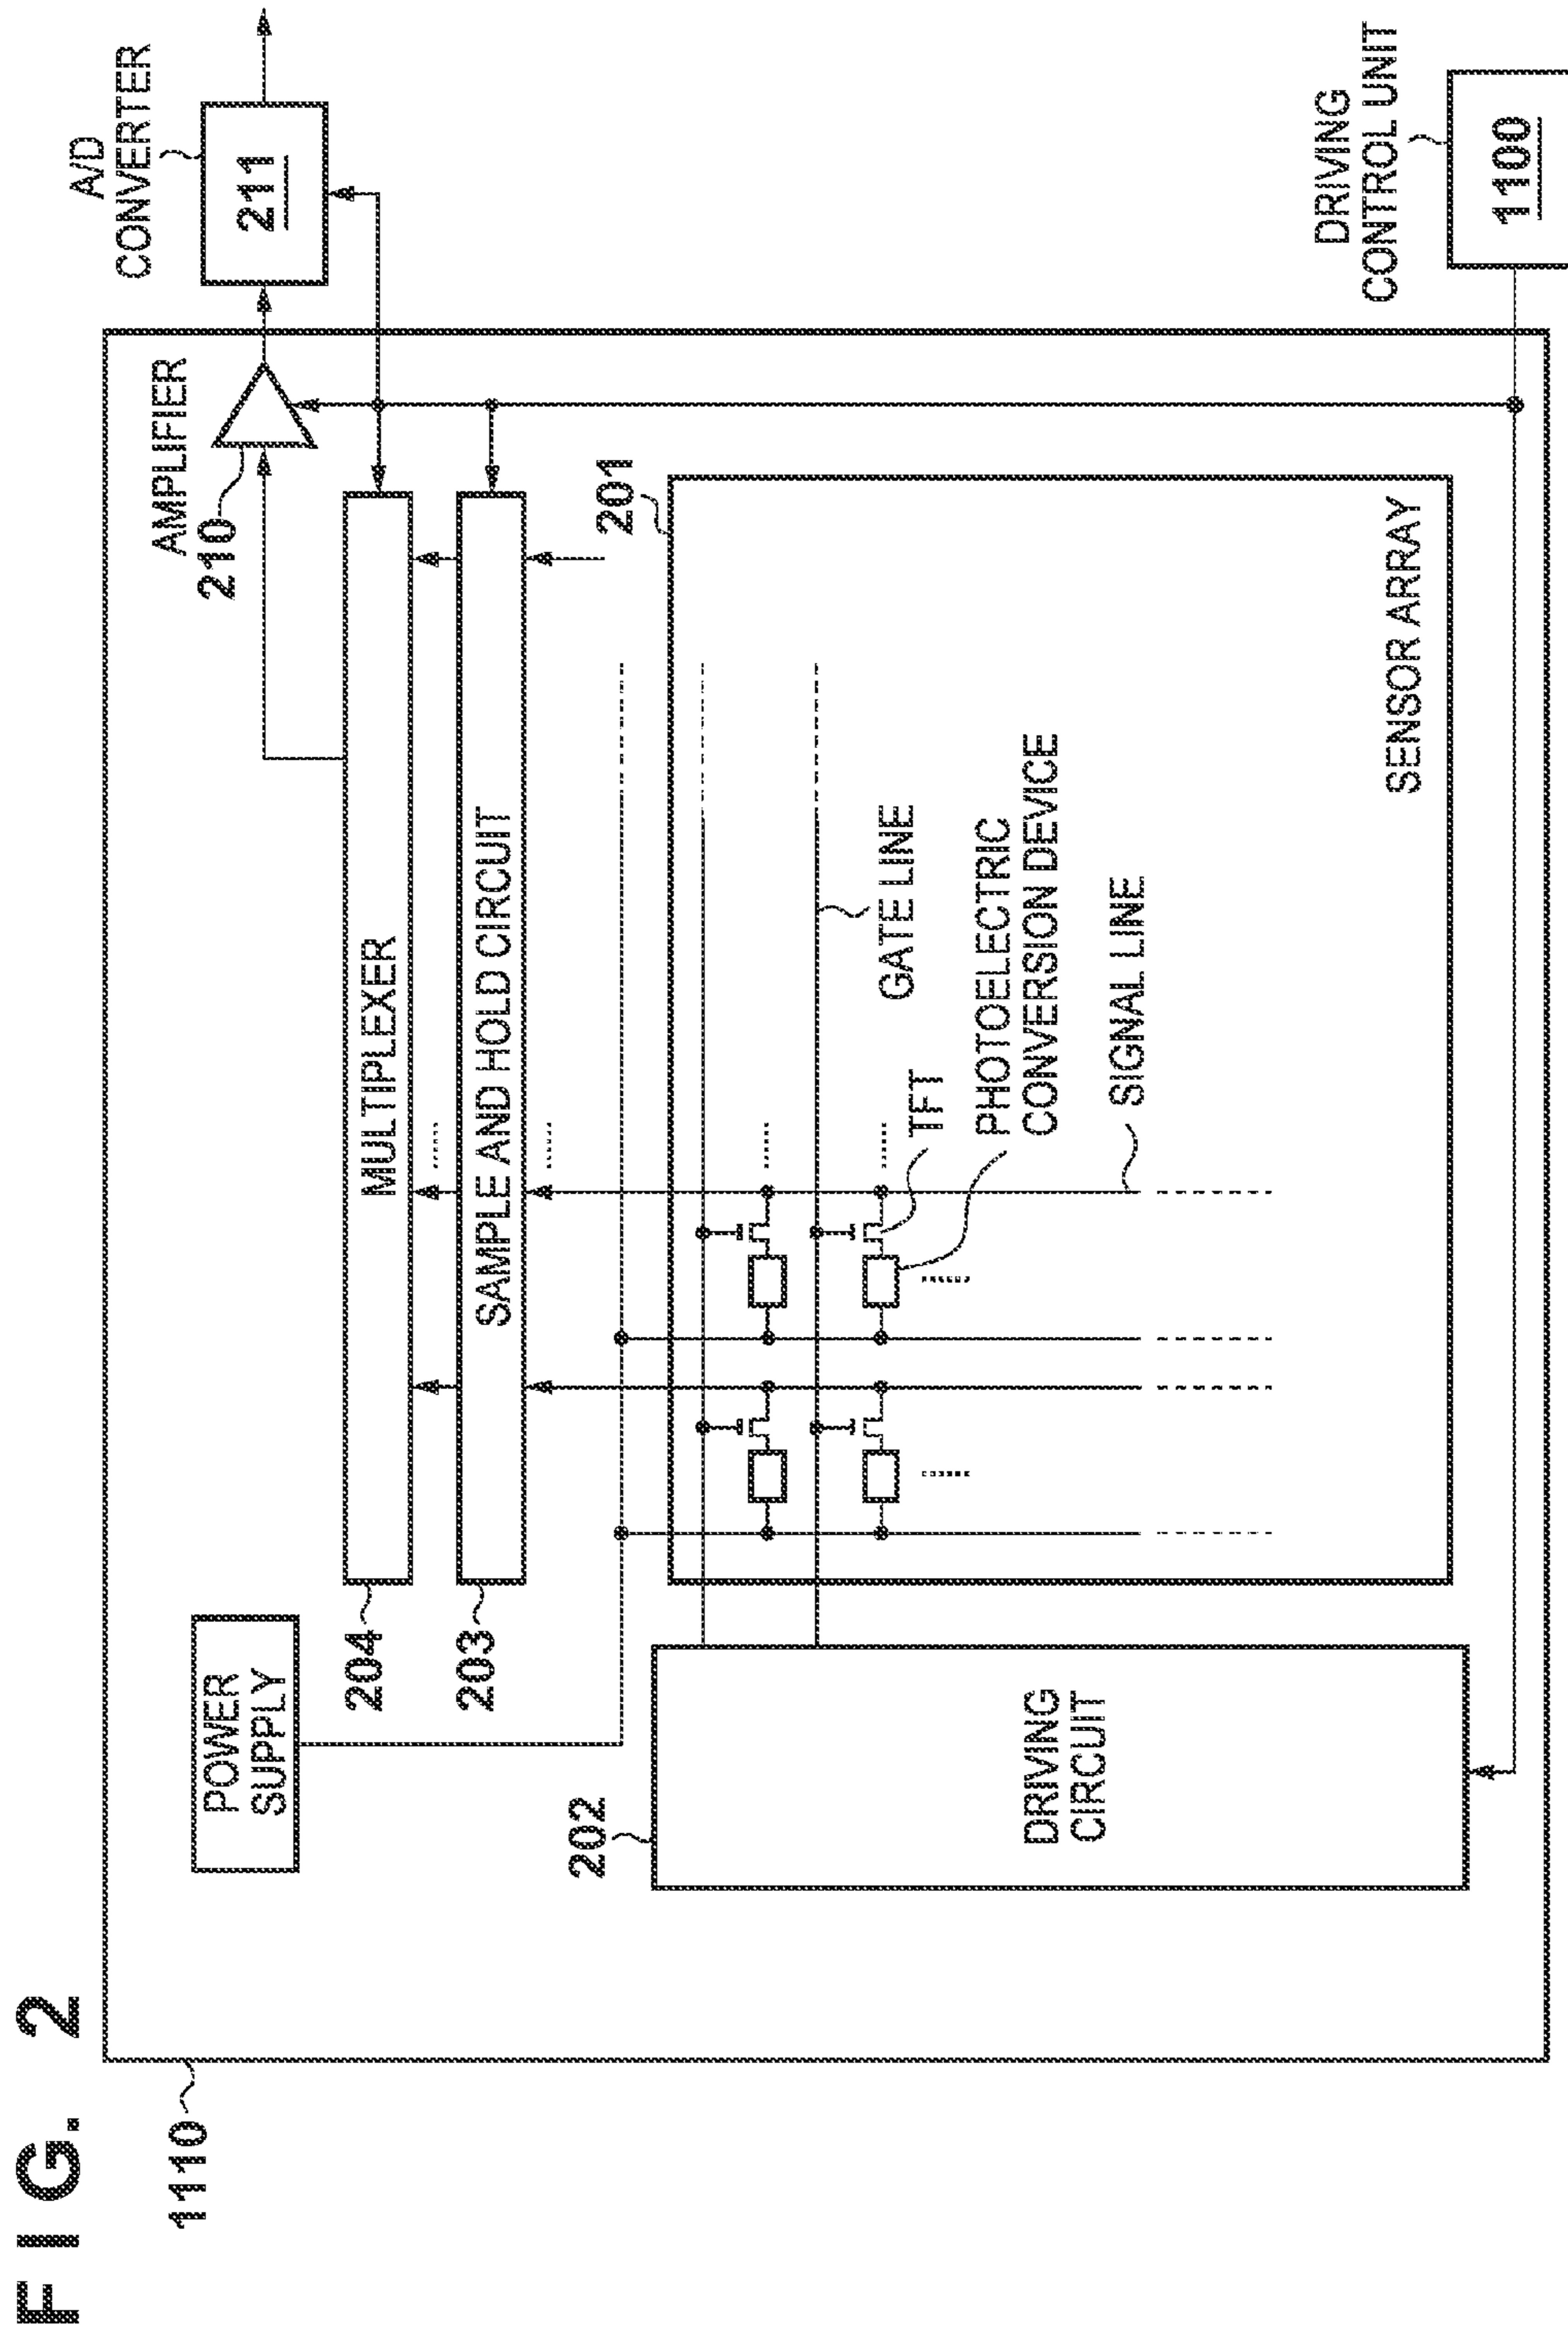 FIG. 2
1110
POWER
SUPPLY
AMPLIFIER
210
A/D
CONVERTER
211
204
MULTIPLEXER
203
SAMPLE AND HOLD CIRCUIT
201
202
DRIVING
CIRCUIT
GATE LINE
TFT
PHOTOELECTRIC
CONVERSION DEVICE
SIGNAL LINE
SENSOR ARRAY
DRIVING
CONTROL UNIT
1100